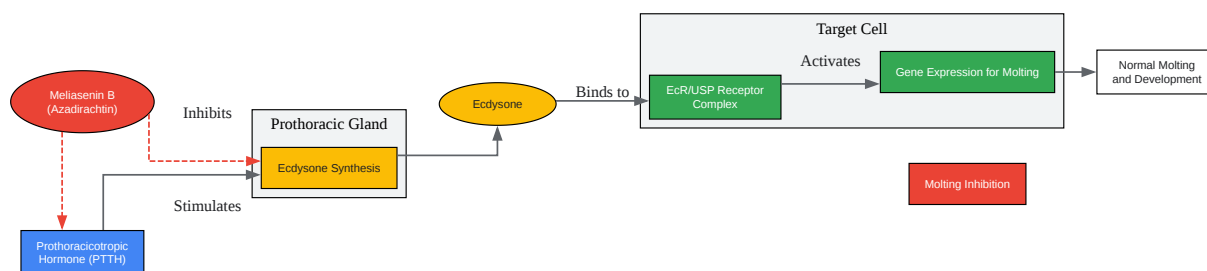 Target Cell
Activates
Gene Expression for Molting
Normal Molting
and Development
EcR/USP Receptor
Complex
Binds to
Ecdysone
Meliasenin B
(Azadirachtin)
Inhibits
Prothoracic Gland
Ecdysone Synthesis
Stimulates
Molting Inhibition
Prothoracicotropic
Hormone (PTTH)